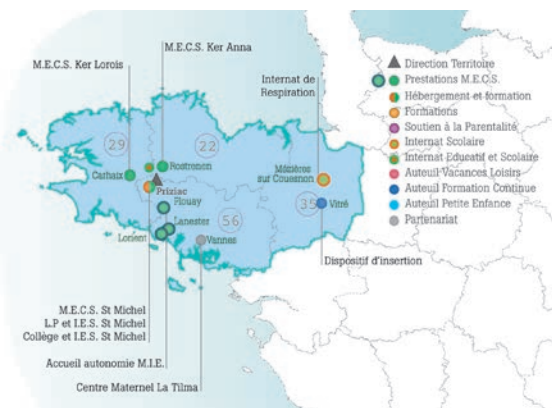 M.E.C.S. Ker Anna
M.E.C.S. Ker Lorois
Internat de
Respiration
Direction Territoire
Prestations M.E.C.S.
Hébergement et formation
Formations
Soutien à la Parentalité
Internat Scolaire
Internat Educatif et Scolaire
Auteuil Vacances Loisirs
Auteuil Formation Continue
Auteuil Petite Enfance
Partenariat
29
22
Rostrenen
Carhaix
Priziac
Mézières
sur Couesnon
Plouay
56
35
Vitré
Lanester
Lorient
Vannes
Dispositif d'insertion
M.E.C.S. St Michel
L.P et I.E.S. St Michel
Collège et I.E.S. St Michel
Accueil autonomie M.I.E.
Centre Maternel La Tilma